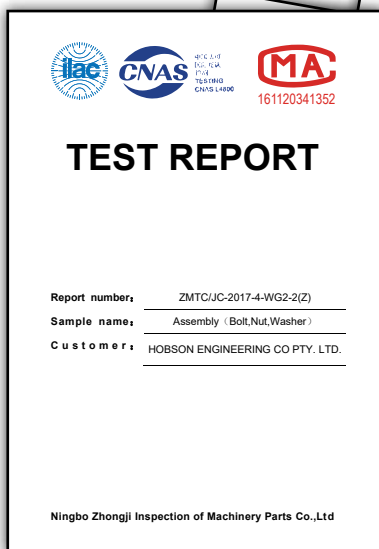 ilac
CNAS
TESTING
CNAS L4800
MA
161120341352
TEST REPORT
Report number: ZMTC/JC-2017-4-WG2-2(Z)
Sample name: Assembly（Bolt,Nut,Washer）
Customer: HOBSON ENGINEERING CO PTY. LTD.
Ningbo Zhongji Inspection of Machinery Parts Co.,Ltd